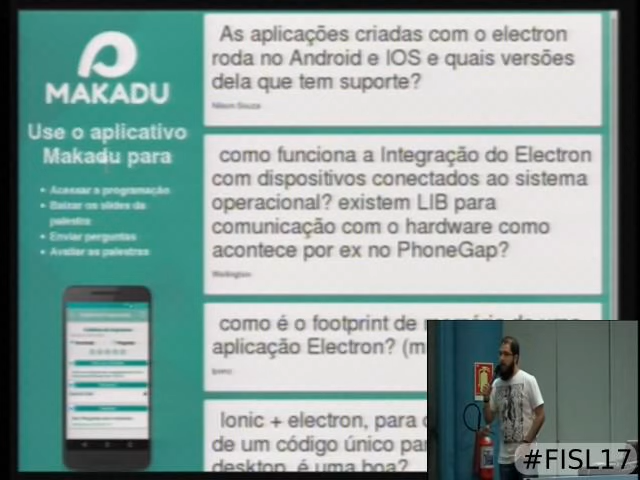 MAKADU
Use o aplicativo
Makadu para
• Acessar a programação
• Baixar os slides da
palestra
• Enviar perguntas
• Avaliar as palestras
As aplicações criadas com o electron
roda no Android e IOS e quais versões
dela que tem suporte?
Nilson Souza
como funciona a Integração do Electron
com dispositivos conectados ao sistema
operacional? existem LIB para
comunicação com o hardware como
acontece por ex no PhoneGap?
Wellington
como é o footprint de
aplicação Electron?
Ionic + electron, para
de um código único
desktop, é uma boa?
#FISL17